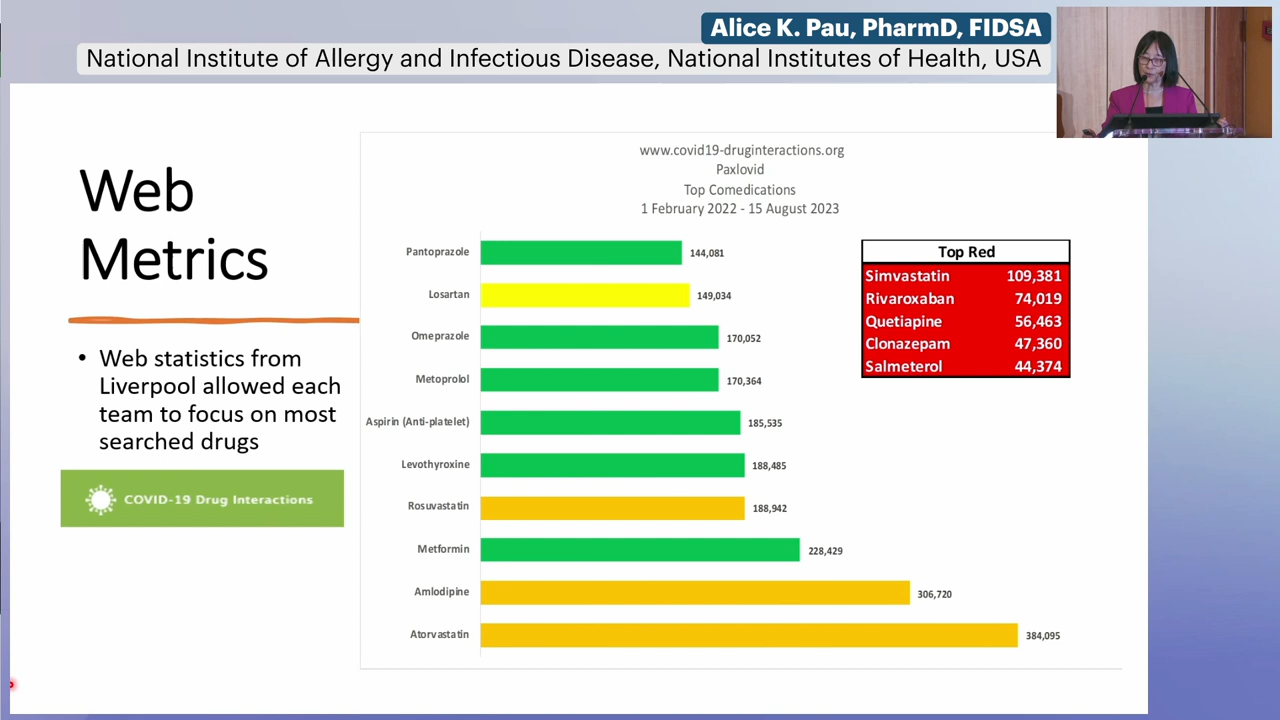 Alice K. Pau, PharmD, FIDSA
National Institute of Allergy and Infectious Disease, National Institutes of Health, USA
Web
Metrics
• Web statistics from
Liverpool allowed each
team to focus on most
searched drugs
COVID-19 Drug Interactions
www.covid19-druginteractions.org
Paxlovid
Top Comedications
1 February 2022 - 15 August 2023
Pantoprazole 144,081
Losartan 149,034
Omeprazole 170,052
Metoprolol 170,364
Aspirin (Anti-platelet) 185,535
Levothyroxine 188,485
Rosuvastatin 188,942
Metformin 228,429
Amlodipine 306,720
Atorvastatin 384,095
Top Red
Simvastatin 109,381
Rivaroxaban 74,019
Quetiapine 56,463
Clonazepam 47,360
Salmeterol 44,374